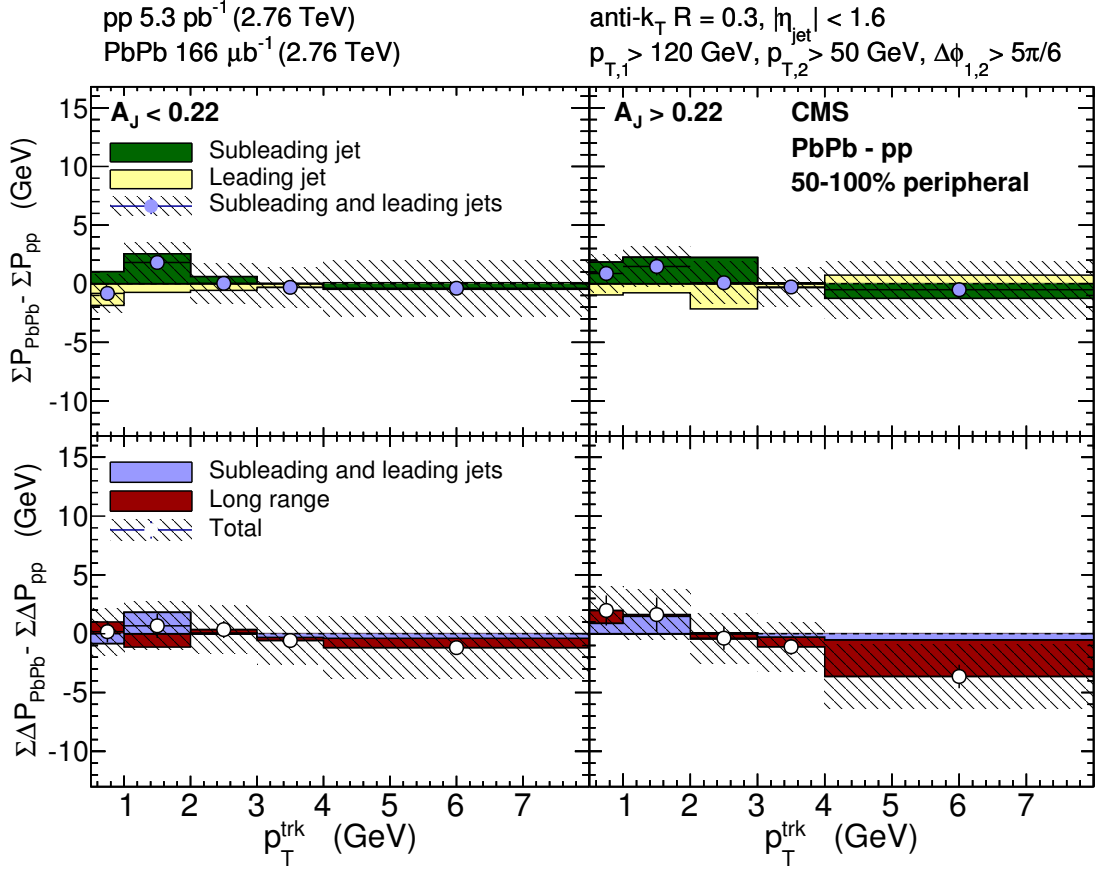 pp 5.3 pb⁻¹ (2.76 TeV)
PbPb 166 μb⁻¹ (2.76 TeV)
anti-k_T R = 0.3, |η_jet| < 1.6
p_T,1 > 120 GeV, p_T,2 > 50 GeV, Δϕ_1,2 > 5π/6
A_J < 0.22
Subleading jet
Leading jet
Subleading and leading jets
A_J > 0.22
CMS
PbPb - pp
50-100% peripheral
ΣP_PbPb - ΣP_pp (GeV)
15
10
5
0
-5
-10
Subleading and leading jets
Long range
Total
ΣΔP_PbPb - ΣΔP_pp (GeV)
15
10
5
0
-5
-10
1 2 3 4 5 6 7
1 2 3 4 5 6 7
p_T^trk (GeV)
p_T^trk (GeV)